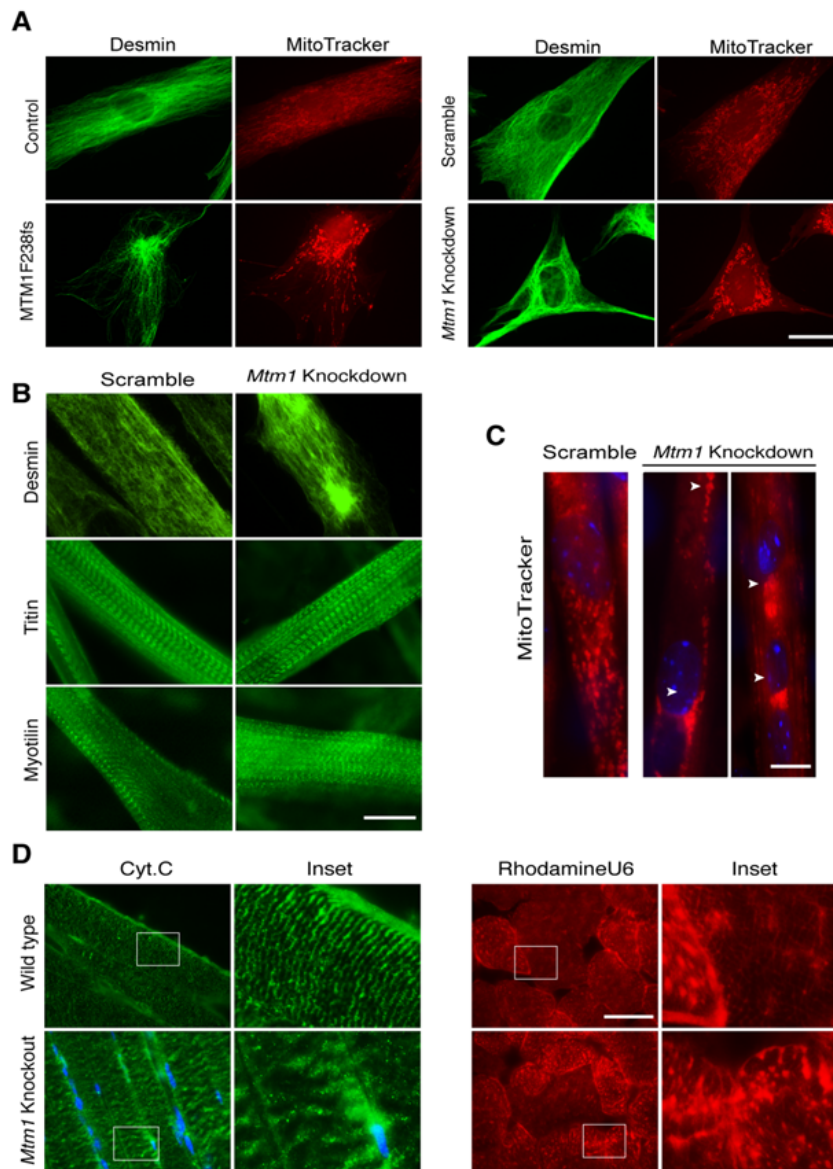 A
Desmin MitoTracker Desmin MitoTracker
Control
MTM1F238fs
Scramble
Mtm1 Knockdown
B
Scramble Mtm1 Knockdown
Desmin
Titin
Myotilin
C
Scramble Mtm1 Knockdown
MitoTracker
D
Cyt.C Inset RhodamineU6 Inset
Wild type
Mtm1 Knockout